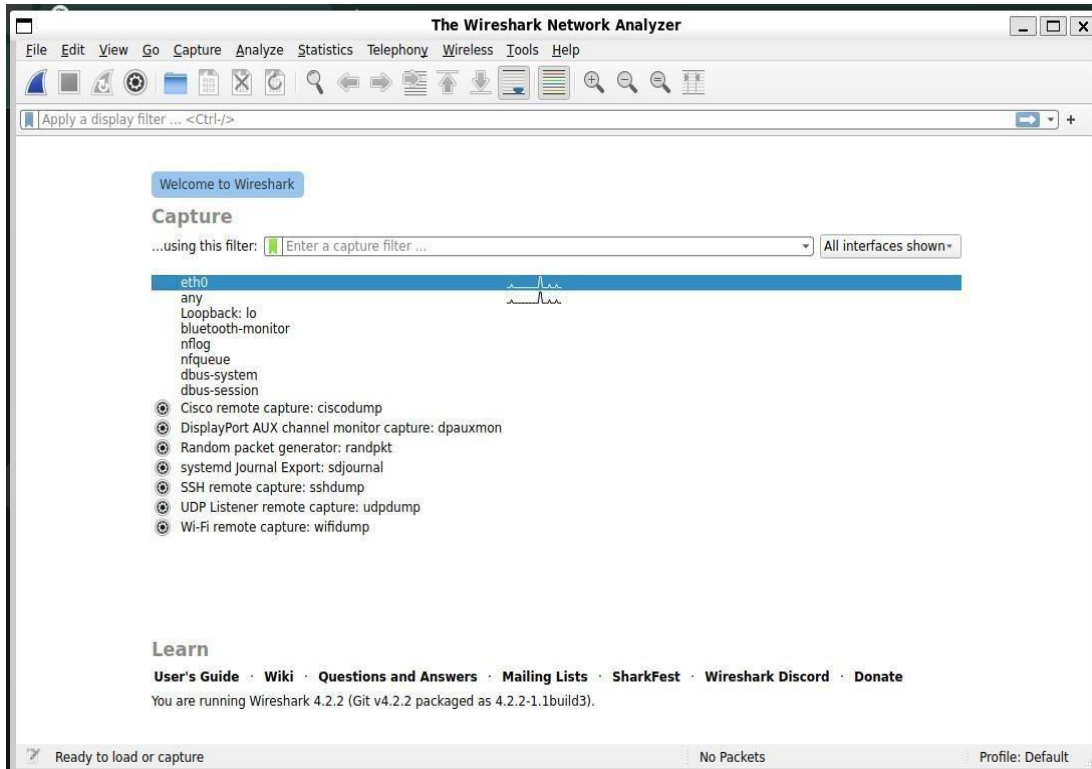 The Wireshark Network Analyzer
File Edit View Go Capture Analyze Statistics Telephony Wireless Tools Help
Apply a display filter ... <Ctrl-/>
Welcome to Wireshark
Capture
...using this filter: Enter a capture filter ... All interfaces shown
eth0
any
Loopback: lo
bluetooth-monitor
nflog
nfqueue
dbus-system
dbus-session
Cisco remote capture: ciscodump
DisplayPort AUX channel monitor capture: dpauxmon
Random packet generator: randpkt
systemd Journal Export: sdjournal
SSH remote capture: sshdump
UDP Listener remote capture: udpdump
Wi-Fi remote capture: wifidump
Learn
User's Guide · Wiki · Questions and Answers · Mailing Lists · SharkFest · Wireshark Discord · Donate
You are running Wireshark 4.2.2 (Git v4.2.2 packaged as 4.2.2-1.1build3).
Ready to load or capture No Packets Profile: Default